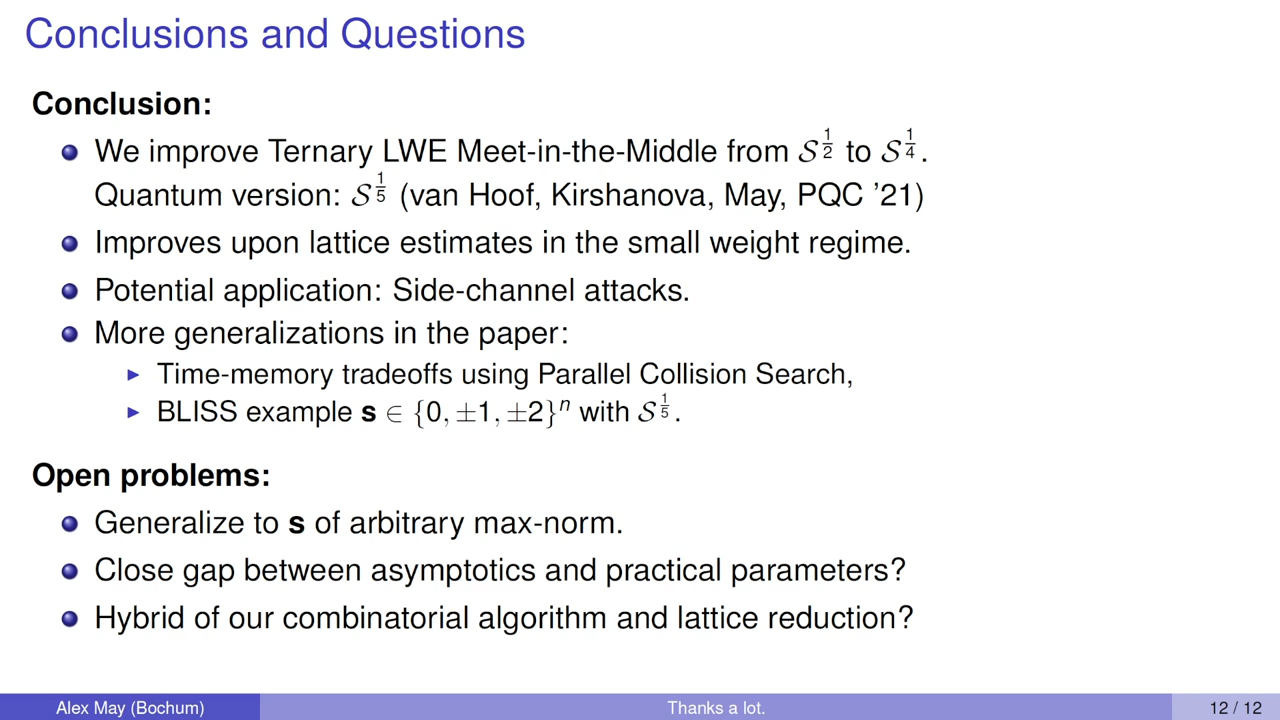 Conclusions and Questions
Conclusion:
We improve Ternary LWE Meet-in-the-Middle from 𝒮^{1/2} to 𝒮^{1/4}.
Quantum version: 𝒮^{1/5} (van Hoof, Kirshanova, May, PQC ’21)
Improves upon lattice estimates in the small weight regime.
Potential application: Side-channel attacks.
More generalizations in the paper:
Time-memory tradeoffs using Parallel Collision Search,
BLISS example s ∈ {0, ±1, ±2}^n with 𝒮^{1/5}.
Open problems:
Generalize to s of arbitrary max-norm.
Close gap between asymptotics and practical parameters?
Hybrid of our combinatorial algorithm and lattice reduction?
Alex May (Bochum)
Thanks a lot.
12 / 12